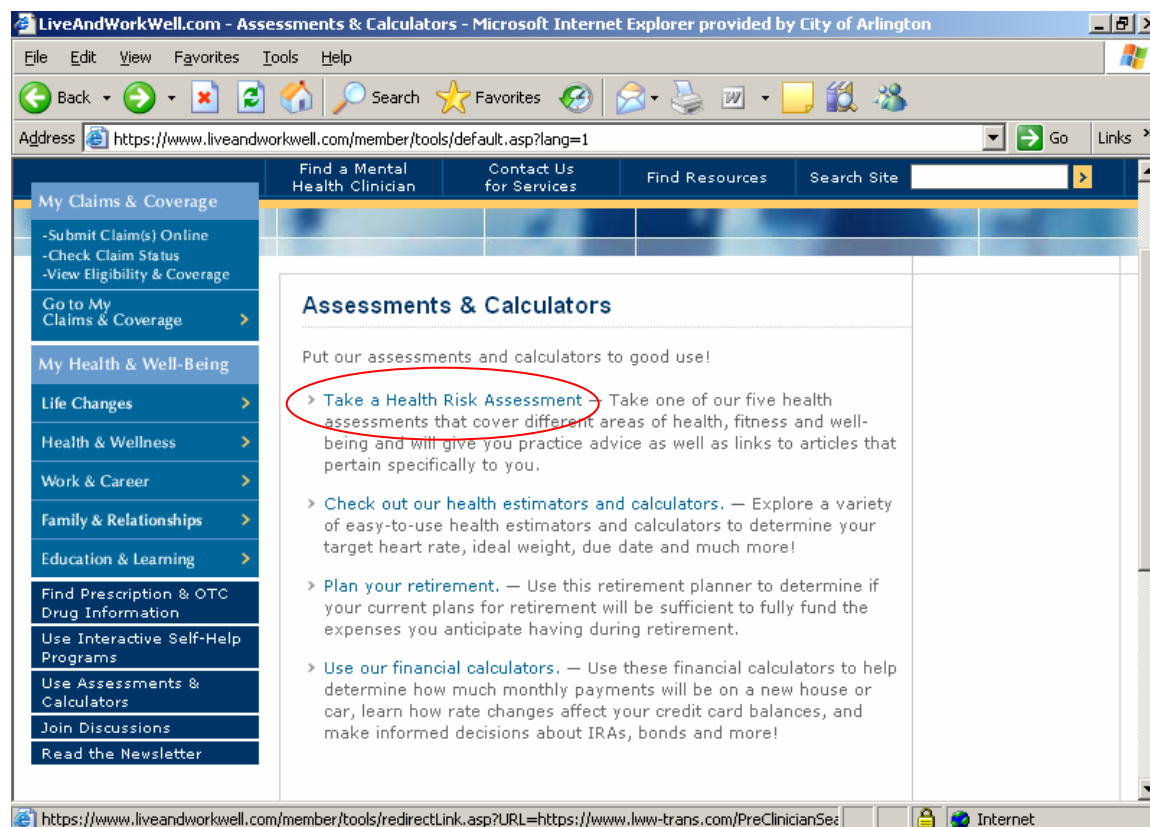 LiveAndWorkWell.com - Assessments & Calculators - Microsoft Internet Explorer provided by City of Arlington
File Edit View Favorites Tools Help
Back Search Favorites
Address https://www.liveandworkwell.com/member/tools/default.asp?lang=1 Go Links »
Find a Mental
Health Clinician
Contact Us
for Services
Find Resources
Search Site
My Claims & Coverage
-Submit Claim(s) Online
-Check Claim Status
-View Eligibility & Coverage
Go to My
Claims & Coverage >
My Health & Well-Being
Life Changes >
Health & Wellness >
Work & Career >
Family & Relationships >
Education & Learning >
Find Prescription & OTC
Drug Information
Use Interactive Self-Help
Programs
Use Assessments &
Calculators
Join Discussions
Read the Newsletter
Assessments & Calculators
Put our assessments and calculators to good use!
> Take a Health Risk Assessment — Take one of our five health
assessments that cover different areas of health, fitness and well-
being and will give you practice advice as well as links to articles that
pertain specifically to you.
> Check out our health estimators and calculators. — Explore a variety
of easy-to-use health estimators and calculators to determine your
target heart rate, ideal weight, due date and much more!
> Plan your retirement. — Use this retirement planner to determine if
your current plans for retirement will be sufficient to fully fund the
expenses you anticipate having during retirement.
> Use our financial calculators. — Use these financial calculators to help
determine how much monthly payments will be on a new house or
car, learn how rate changes affect your credit card balances, and
make informed decisions about IRAs, bonds and more!
https://www.liveandworkwell.com/member/tools/redirectLink.asp?URL=https://www.lww-trans.com/PreClinicianSea Internet